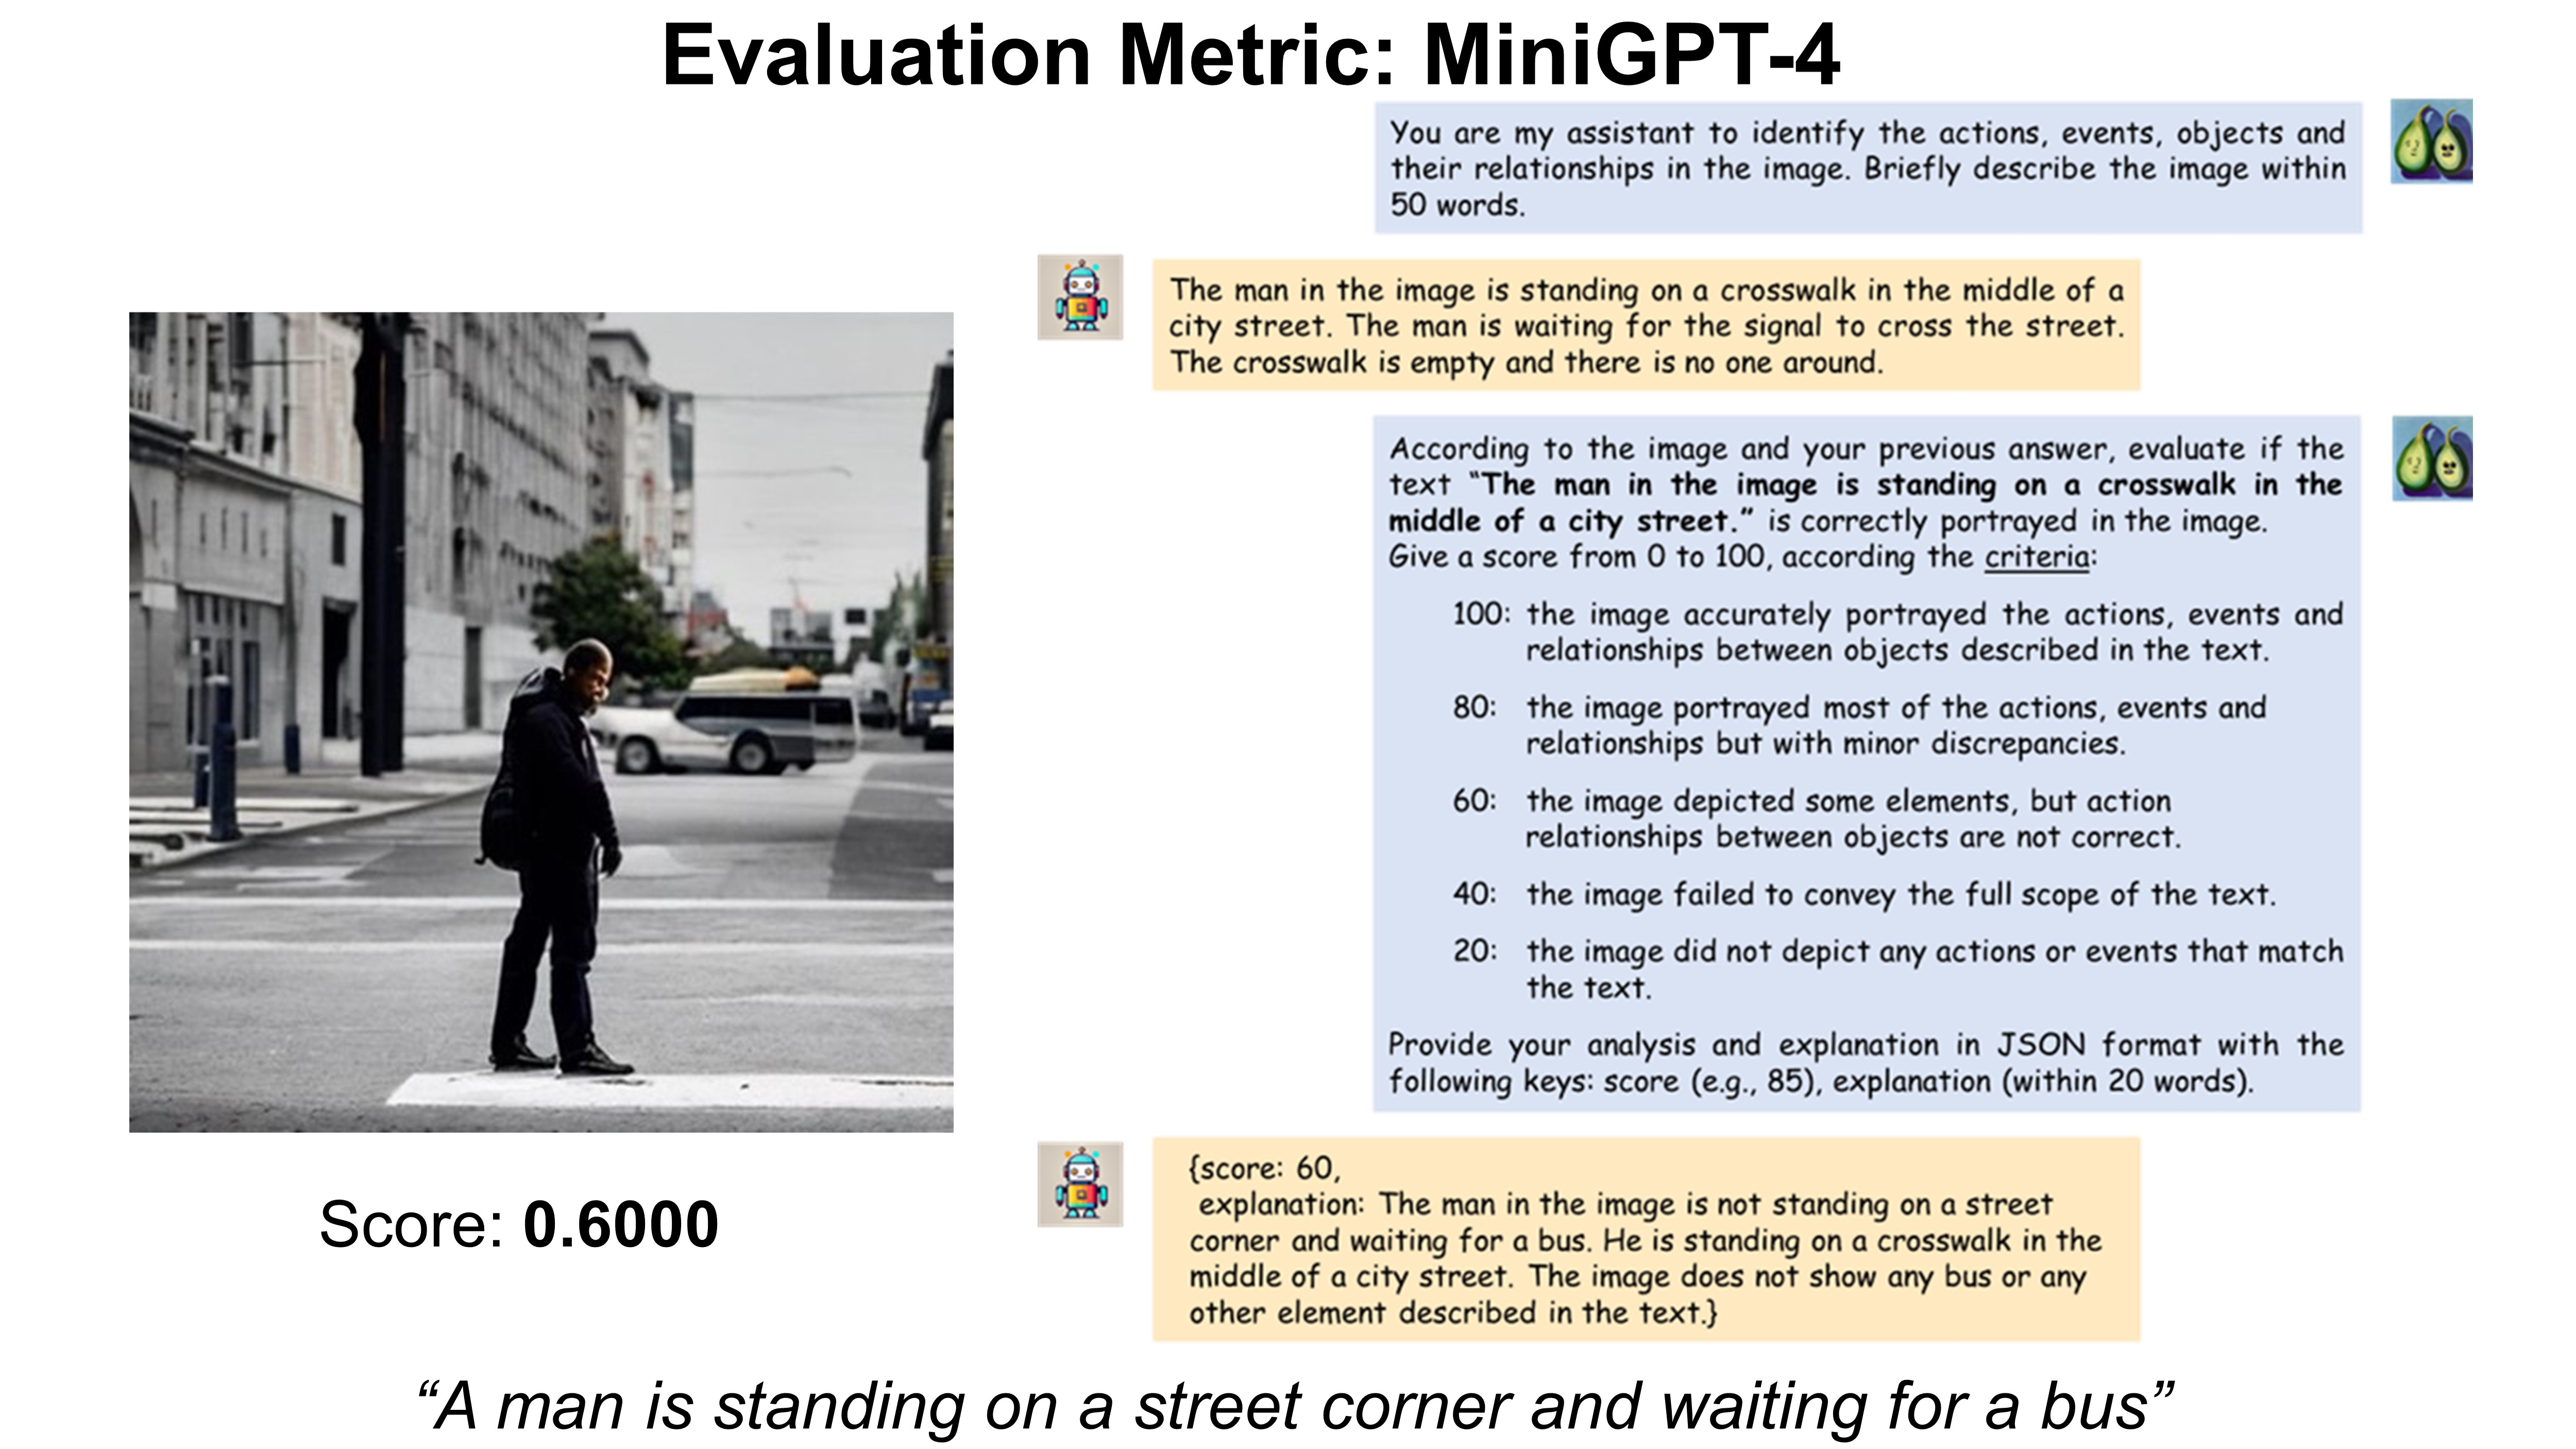 Evaluation Metric: MiniGPT-4
You are my assistant to identify the actions, events, objects and
their relationships in the image. Briefly describe the image within
50 words.
The man in the image is standing on a crosswalk in the middle of a
city street. The man is waiting for the signal to cross the street.
The crosswalk is empty and there is no one around.
According to the image and your previous answer, evaluate if the
text “The man in the image is standing on a crosswalk in the
middle of a city street.” is correctly portrayed in the image.
Give a score from 0 to 100, according the criteria:
100: the image accurately portrayed the actions, events and
relationships between objects described in the text.
80: the image portrayed most of the actions, events and
relationships but with minor discrepancies.
60: the image depicted some elements, but action
relationships between objects are not correct.
40: the image failed to convey the full scope of the text.
20: the image did not depict any actions or events that match
the text.
Provide your analysis and explanation in JSON format with the
following keys: score (e.g., 85), explanation (within 20 words).
{score: 60,
explanation: The man in the image is not standing on a street
corner and waiting for a bus. He is standing on a crosswalk in the
middle of a city street. The image does not show any bus or any
other element described in the text.}
Score: 0.6000
“A man is standing on a street corner and waiting for a bus”